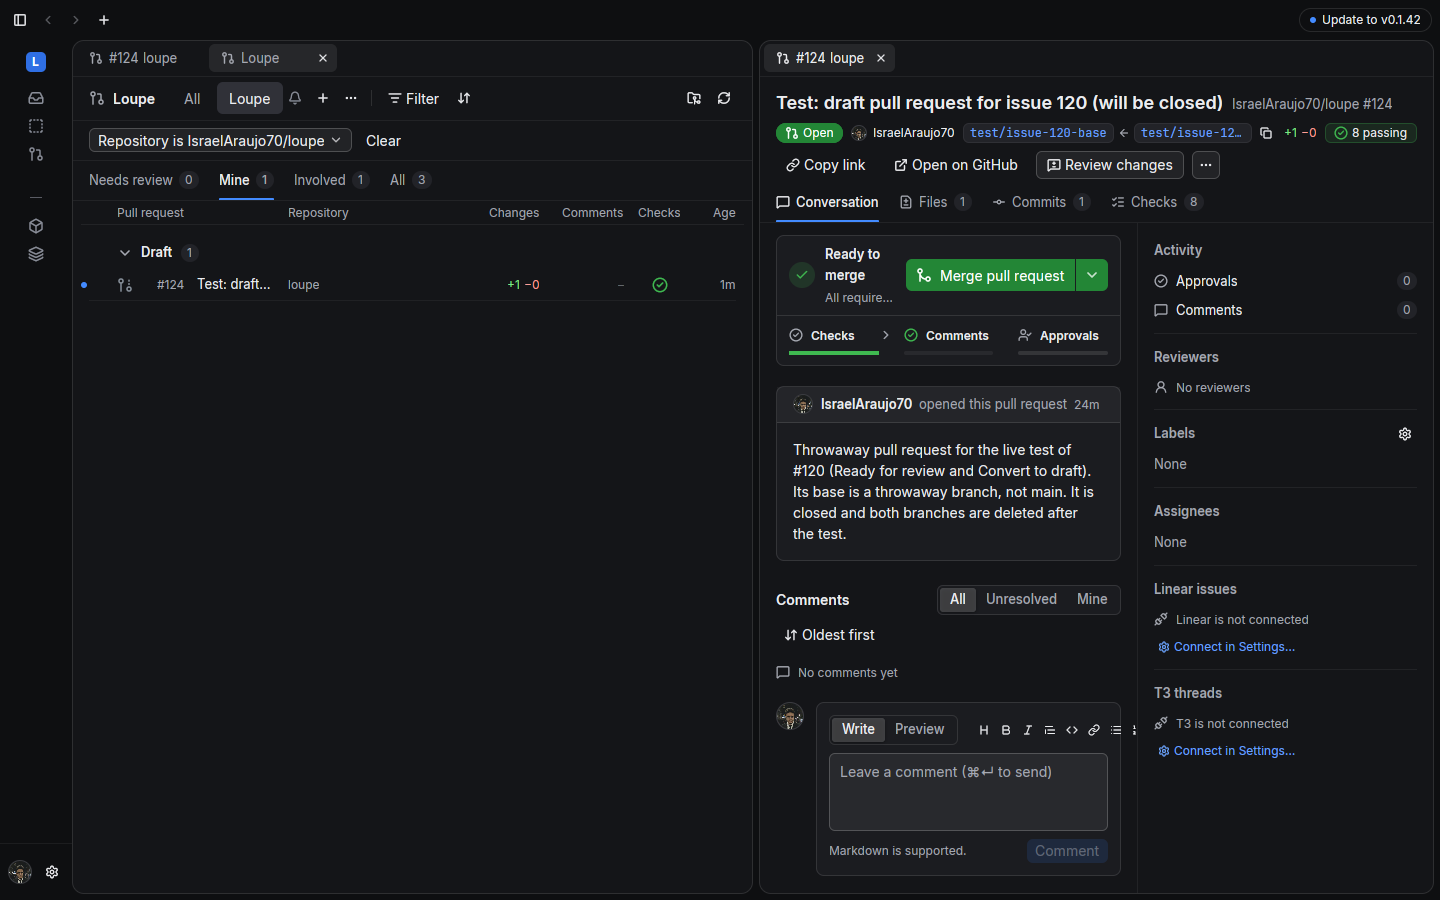 Update to v0.1.42
L
#124 loupe
Loupe
Loupe
All
Loupe
Filter
Repository is IsraelAraujo70/loupe
Clear
Needs review 0
Mine 1
Involved 1
All 3
Pull request
Repository
Changes
Comments
Checks
Age
Draft 1
#124 Test: draft... loupe +1 −0 – 1m
#124 loupe
Test: draft pull request for issue 120 (will be closed) IsraelAraujo70/loupe #124
Open IsraelAraujo70 test/issue-120-base ← test/issue-12… +1 −0 8 passing
Copy link
Open on GitHub
Review changes
Conversation
Files 1
Commits 1
Checks 8
Ready to
merge
All require...
Merge pull request
Checks
Comments
Approvals
IsraelAraujo70 opened this pull request 24m
Throwaway pull request for the live test of
#120 (Ready for review and Convert to draft).
Its base is a throwaway branch, not main. It is
closed and both branches are deleted after
the test.
Comments
All
Unresolved
Mine
Oldest first
No comments yet
Write
Preview
Leave a comment (⌘↵ to send)
Markdown is supported.
Comment
Activity
Approvals 0
Comments 0
Reviewers
No reviewers
Labels
None
Assignees
None
Linear issues
Linear is not connected
Connect in Settings...
T3 threads
T3 is not connected
Connect in Settings...